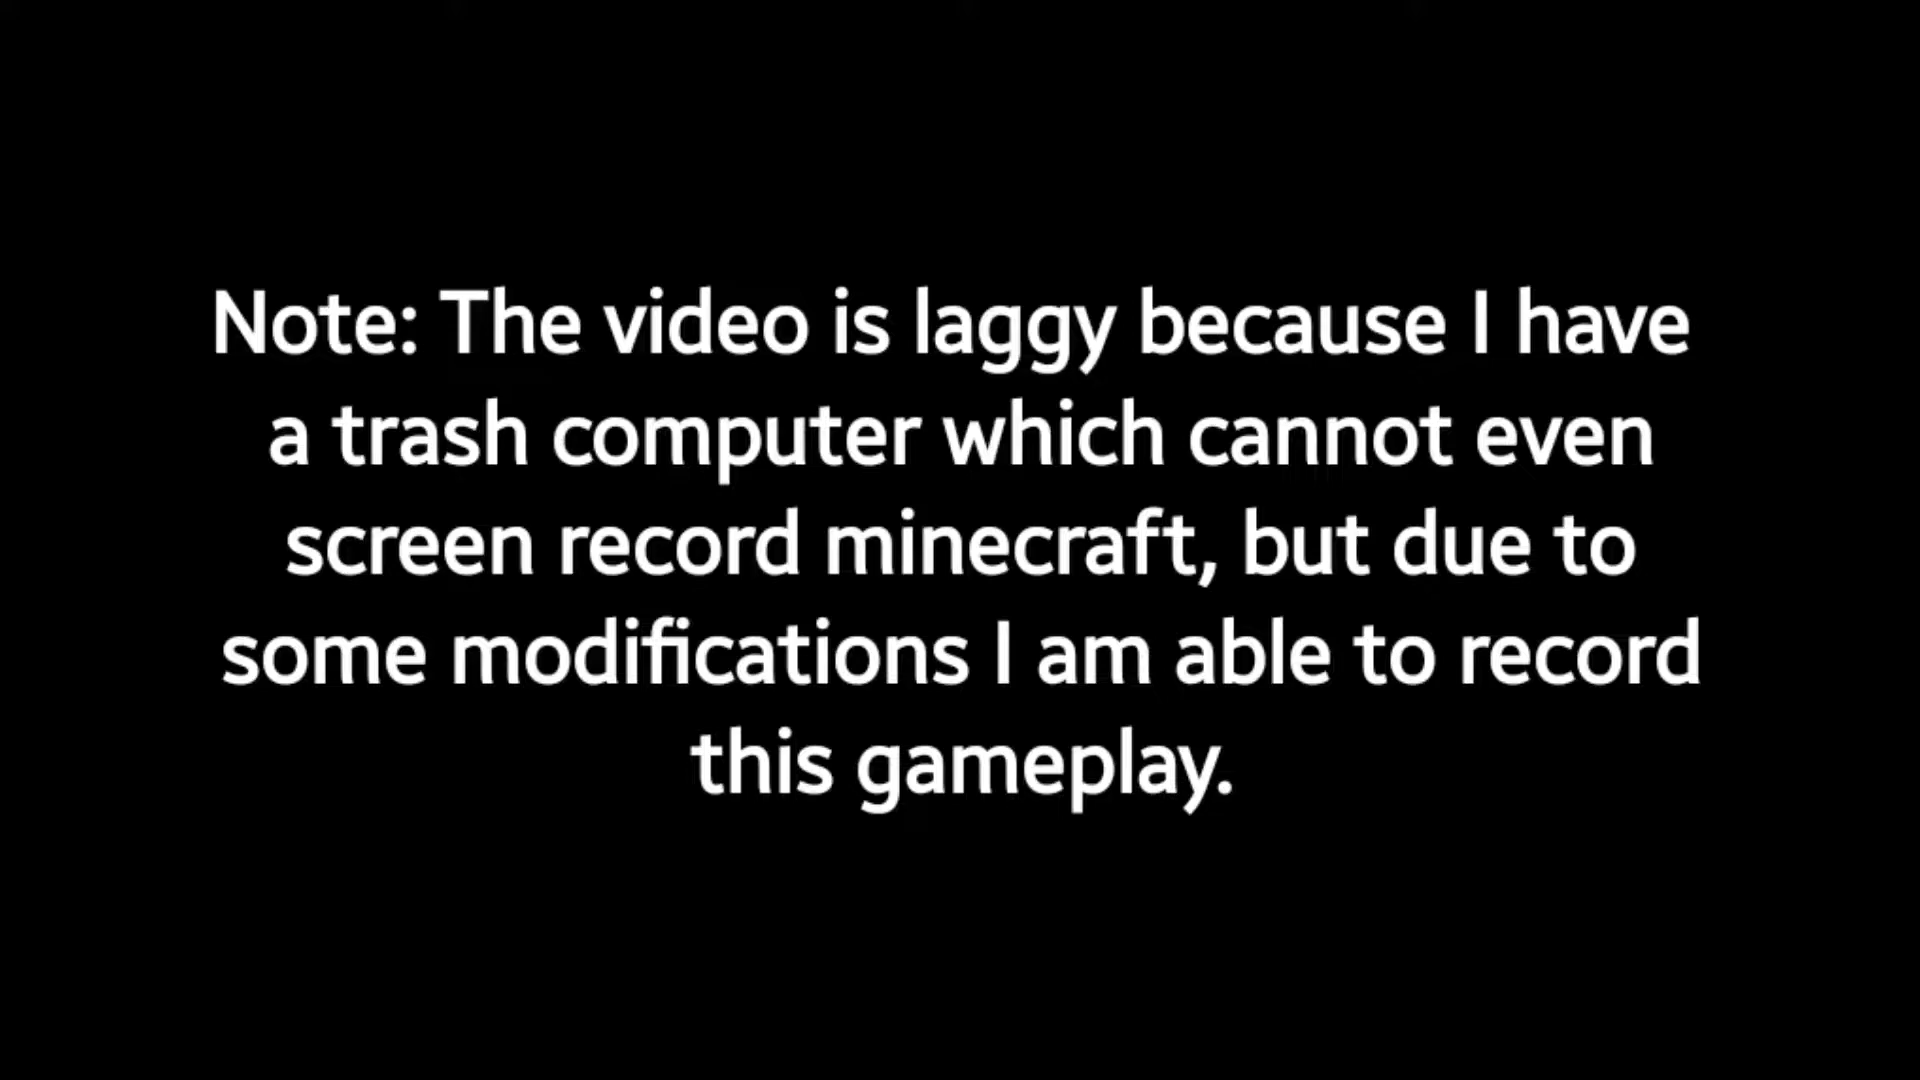 Note: The video is laggy because I have
a trash computer which cannot even
screen record minecraft, but due to
some modifications I am able to record
this gameplay.